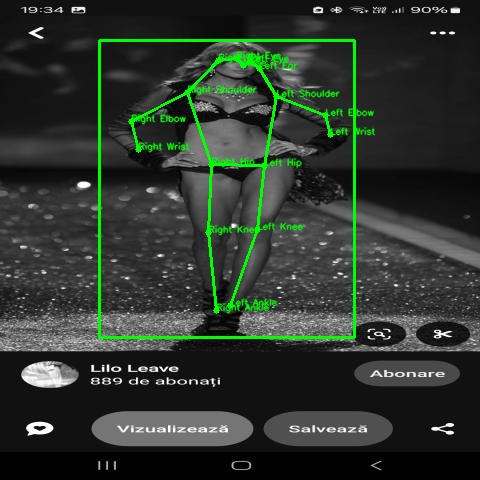 19:34
90%
Right Eye
Left Eye
Left Ear
Right Shoulder
Left Shoulder
Right Elbow
Left Elbow
Left Wrist
Right Wrist
Right Hip
Left Hip
Right Knee
Left Knee
Left Ankle
Right Ankle
Lilo Leave
889 de abonați
Abonare
Vizualizează
Salvează